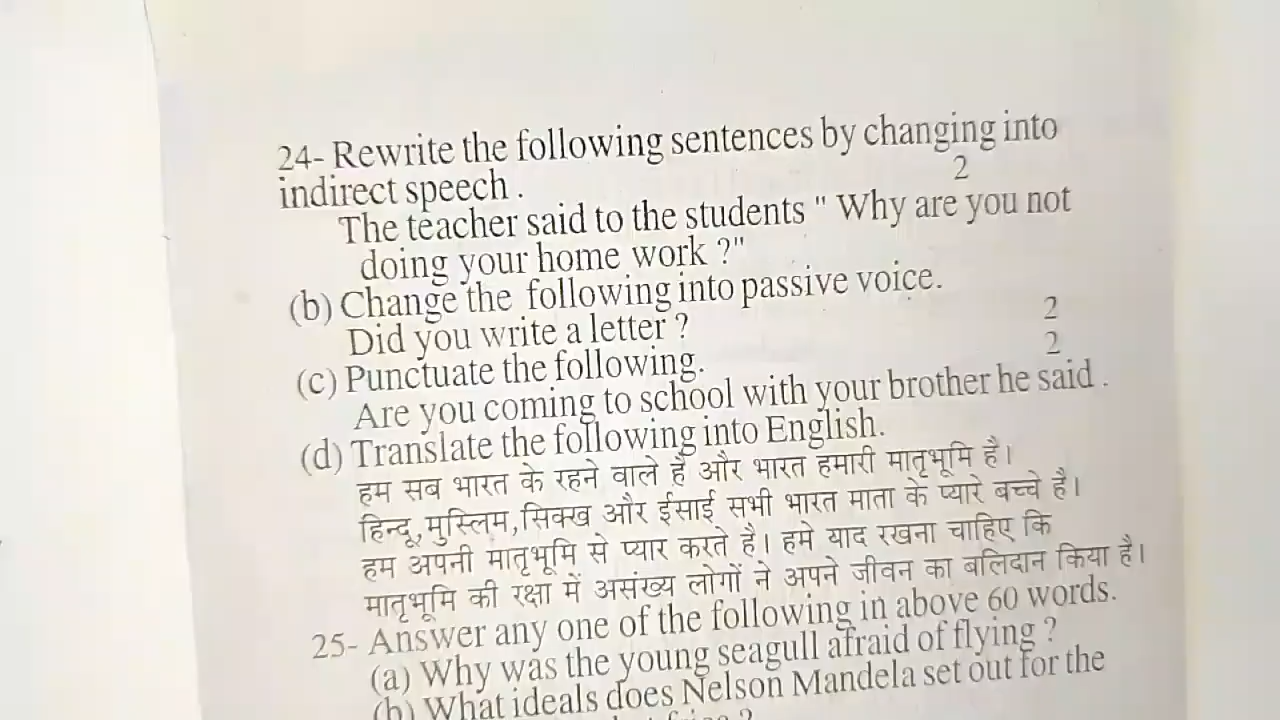 24- Rewrite the following sentences by changing into
indirect speech .
2
The teacher said to the students " Why are you not
doing your home work ?"
(b) Change the following into passive voice.
Did you write a letter ?
2
(c) Punctuate the following.
2
Are you coming to school with your brother he said .
(d) Translate the following into English.
हम सब भारत के रहने वाले है और भारत हमारी मातृभूमि है।
हिन्दू,मुस्लिम,सिक्ख और ईसाई सभी भारत माता के प्यारे बच्चे है।
हम अपनी मातृभूमि से प्यार करते है। हमे याद रखना चाहिए कि
मातृभूमि की रक्षा में असंख्य लोगों ने अपने जीवन का बलिदान किया है।
25- Answer any one of the following in above 60 words.
(a) Why was the young seagull afraid of flying ?
(b) What ideals does Nelson Mandela set out for the